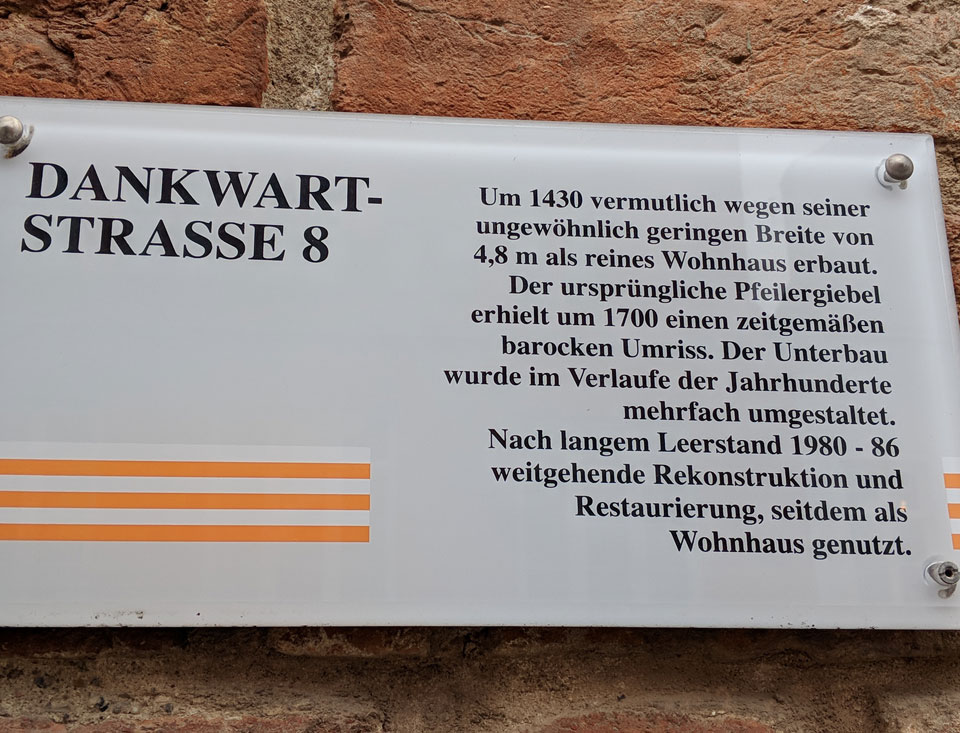 DANKWART-
STRASSE 8
Um 1430 vermutlich wegen seiner
ungewöhnlich geringen Breite von
4,8 m als reines Wohnhaus erbaut.
Der ursprüngliche Pfeilergiebel
erhielt um 1700 einen zeitgemäßen
barocken Umriss. Der Unterbau
wurde im Verlaufe der Jahrhunderte
mehrfach umgestaltet.
Nach langem Leerstand 1980 - 86
weitgehende Rekonstruktion und
Restaurierung, seitdem als
Wohnhaus genutzt.